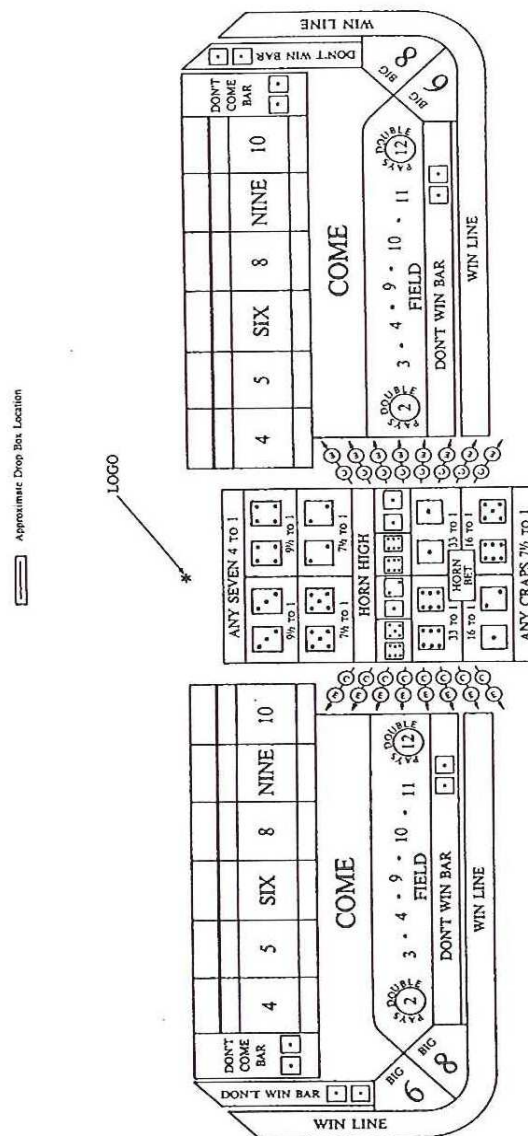 Approximate Drop Box Location
LOGO
*
WIN LINE
DON'T WIN BAR
DON'T COME BAR
4
5
SIX
8
NINE
10
COME
BIG 6
BIG 8
2
PAYS DOUBLE
3 • 4 • 9 • 10 • 11
FIELD
12
PAYS DOUBLE
DON'T WIN BAR
WIN LINE
ANY SEVEN 4 TO 1
9½ TO 1
9½ TO 1
7½ TO 1
7½ TO 1
HORN HIGH
33 TO 1
33 TO 1
HORN BET
16 TO 1
16 TO 1
ANY CRAPS 7½ TO 1
4
5
SIX
8
NINE
10
DON'T COME BAR
DON'T WIN BAR
WIN LINE
COME
BIG 8
BIG 6
2
PAYS DOUBLE
3 • 4 • 9 • 10 • 11
FIELD
12
PAYS DOUBLE
DON'T WIN BAR
WIN LINE